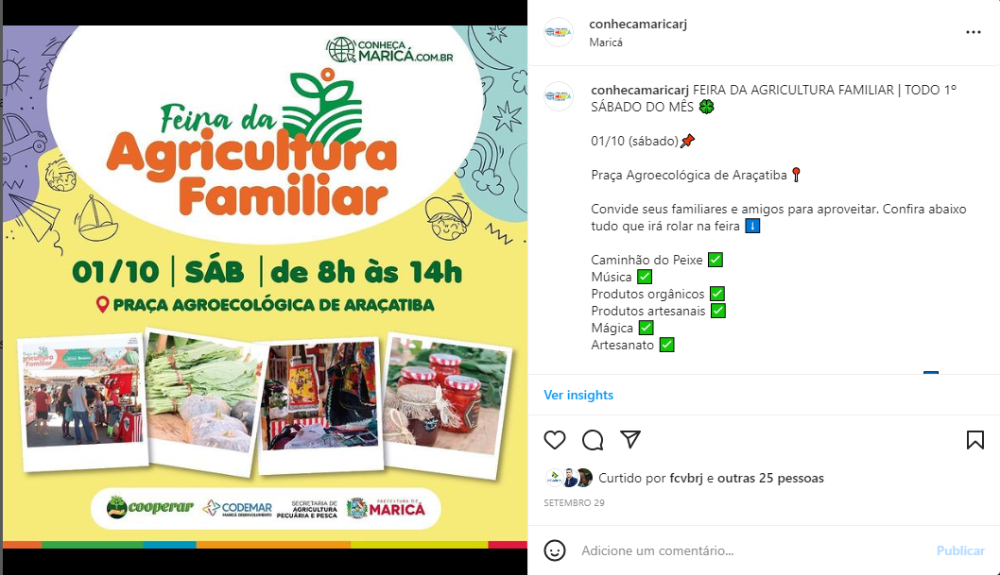 CONHEÇA
MARICÁ.COM.BR
Feira da
Agricultura
Familiar
01/10 | SÁB | de 8h às 14h
PRAÇA AGROECOLÓGICA DE ARAÇATIBA
cooperar
CODEMAR
MARICÁ DESENVOLVIMENTO
SECRETARIA DE
AGRICULTURA
PECUÁRIA E PESCA
PREFEITURA DE
MARICÁ
conhecamaricarj
Maricá
conhecamaricarj FEIRA DA AGRICULTURA FAMILIAR | TODO 1º
SÁBADO DO MÊS 🍀
01/10 (sábado)📌
Praça Agroecológica de Araçatiba 📍
Convide seus familiares e amigos para aproveitar. Confira abaixo
tudo que irá rolar na feira ⬇️
Caminhão do Peixe ✅
Música ✅
Produtos orgânicos ✅
Produtos artesanais ✅
Mágica ✅
Artesanato ✅
Ver insights
Curtido por fcvbrj e outras 25 pessoas
SETEMBRO 29
Adicione um comentário...
Publicar